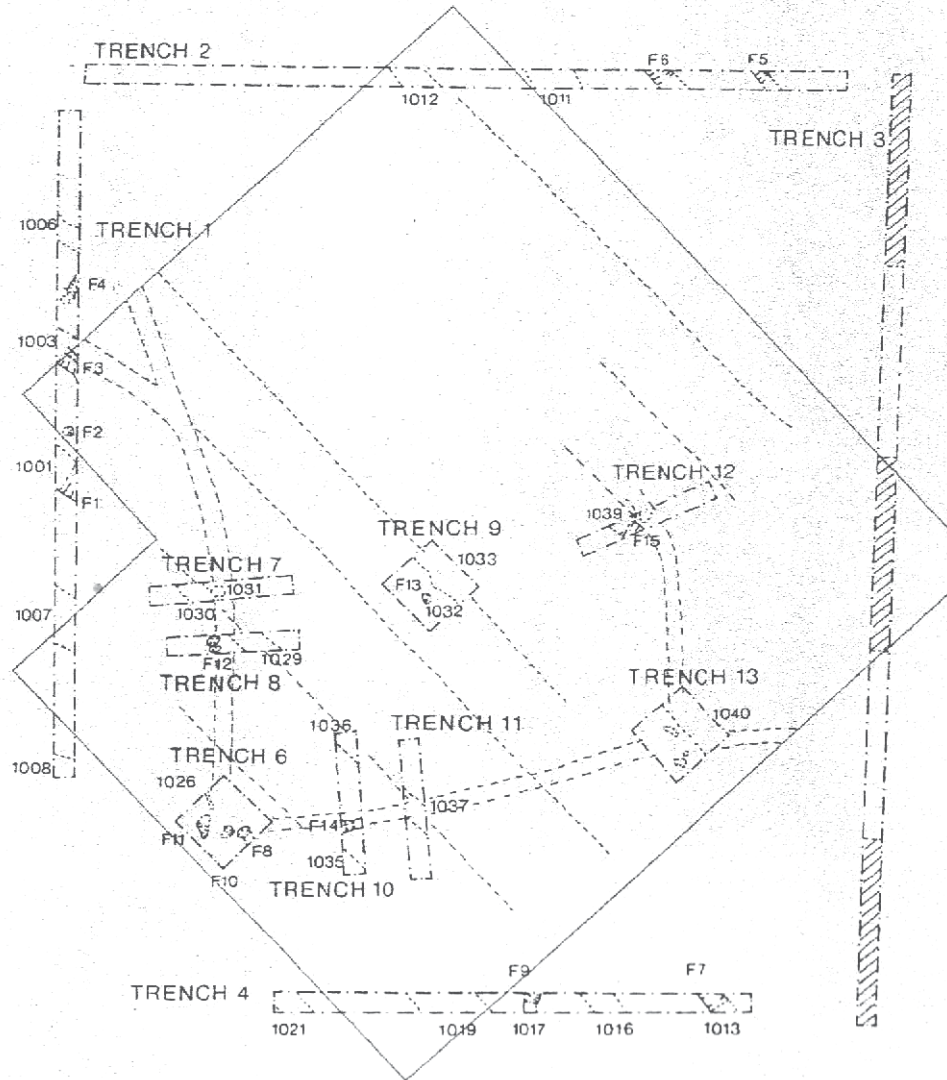 TRENCH 2
F6
F5
1012
1011
TRENCH 3
1006
TRENCH 1
F4
1003
F3
F2
1001
F1
TRENCH 12
1039
F15
TRENCH 9
1033
F13
1032
TRENCH 7
1031
1030
1007
F12
1029
TRENCH 8
TRENCH 13
1040
1036
TRENCH 11
TRENCH 6
1008
1026
1037
F11
F8
F14
F10
1035
TRENCH 10
F9
F7
TRENCH 4
1021
1019
1017
1016
1013